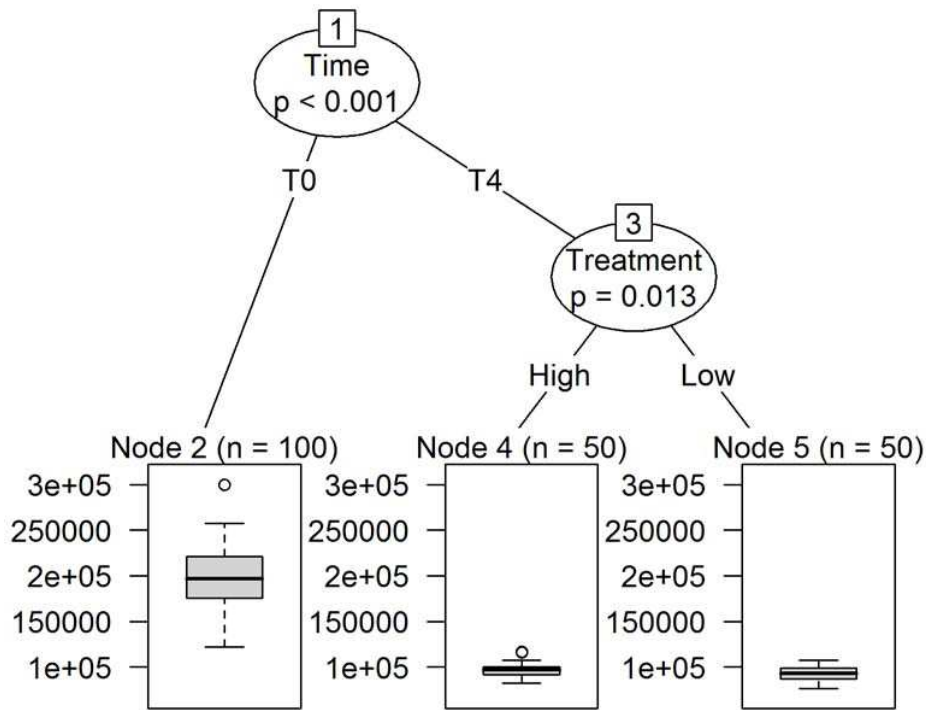 1
Time
p < 0.001
T0
T4
3
Treatment
p = 0.013
High
Low
Node 2 (n = 100)
3e+05
250000
2e+05
150000
1e+05
Node 4 (n = 50)
3e+05
250000
2e+05
150000
1e+05
Node 5 (n = 50)
3e+05
250000
2e+05
150000
1e+05